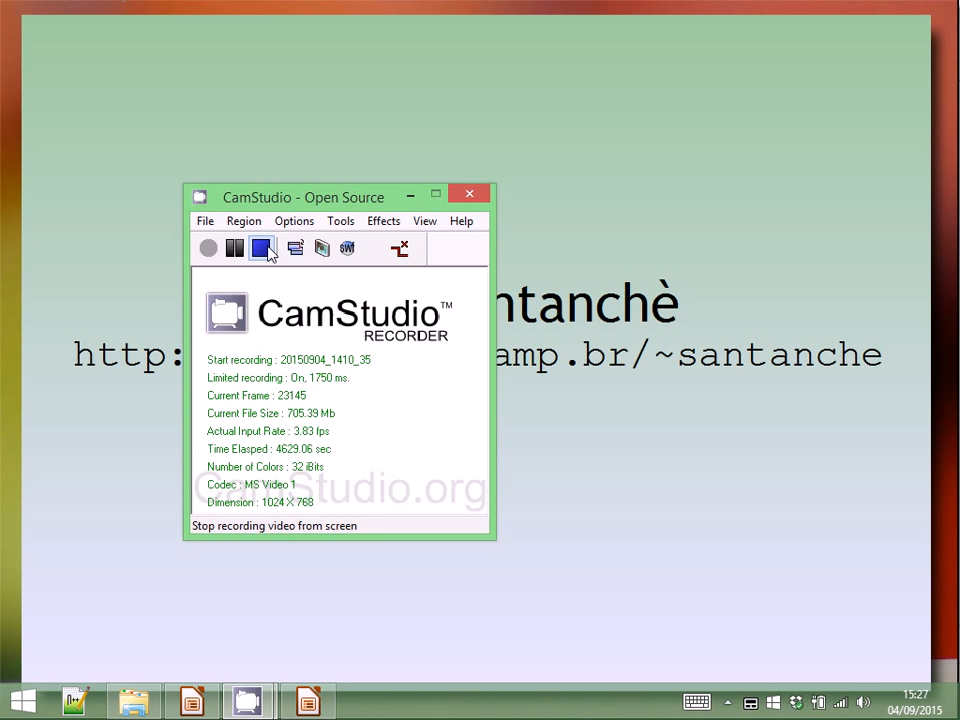 CamStudio - Open Source
File Region Options Tools Effects View Help
SWF
ntanchè
http: amp.br/~santanche
CamStudio™
RECORDER
Start recording : 20150904_1410_35
Limited recording : On, 1750 ms.
Current Frame : 23145
Current File Size : 705.39 Mb
Actual Input Rate : 3.83 fps
Time Elasped : 4629.06 sec
Number of Colors : 32 iBits
Codec : MS Video 1
Dimension : 1024 X 768
CamStudio.org
Stop recording video from screen
15:27
04/09/2015